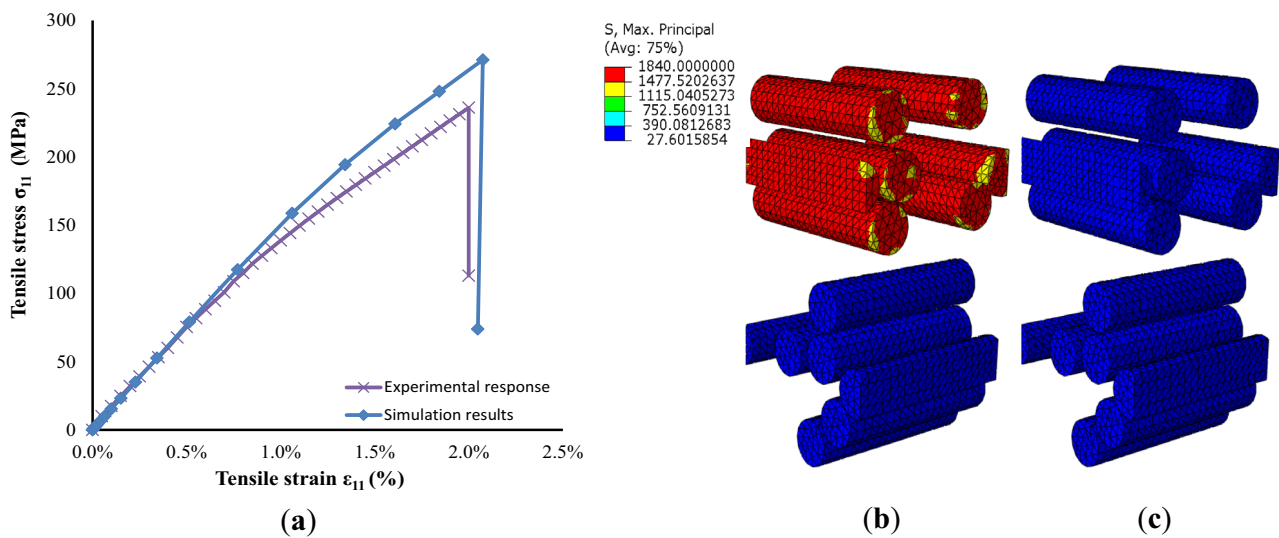 300
250
200
150
100
50
0
Tensile stress σ11 (MPa)
Experimental response
Simulation results
0.0% 0.5% 1.0% 1.5% 2.0% 2.5%
Tensile strain ε11 (%)
(a)
S, Max. Principal
(Avg: 75%)
1840.0000000
1477.5202637
1115.0405273
752.5609131
390.0812683
27.6015854
(b)
(c)